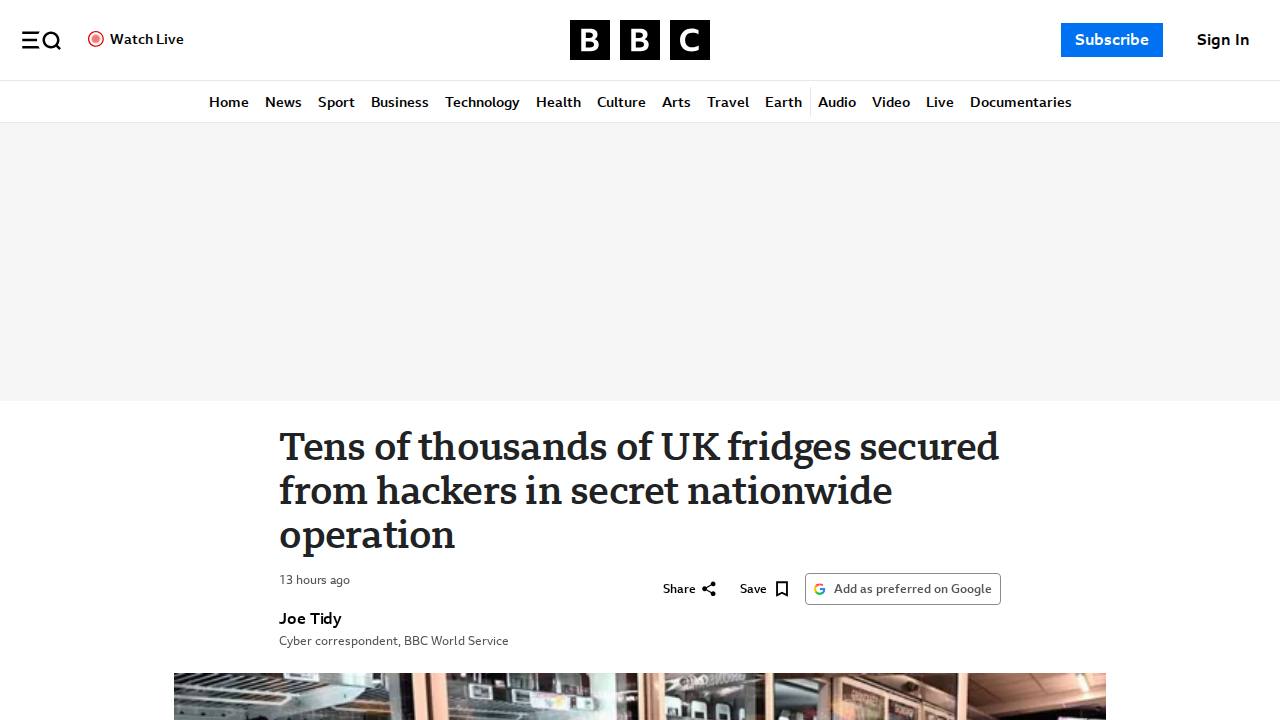 Watch Live
BBC
Subscribe
Sign In
Home News Sport Business Technology Health Culture Arts Travel Earth Audio Video Live Documentaries
Tens of thousands of UK fridges secured
from hackers in secret nationwide
operation
13 hours ago
Share Save Add as preferred on Google
Joe Tidy
Cyber correspondent, BBC World Service